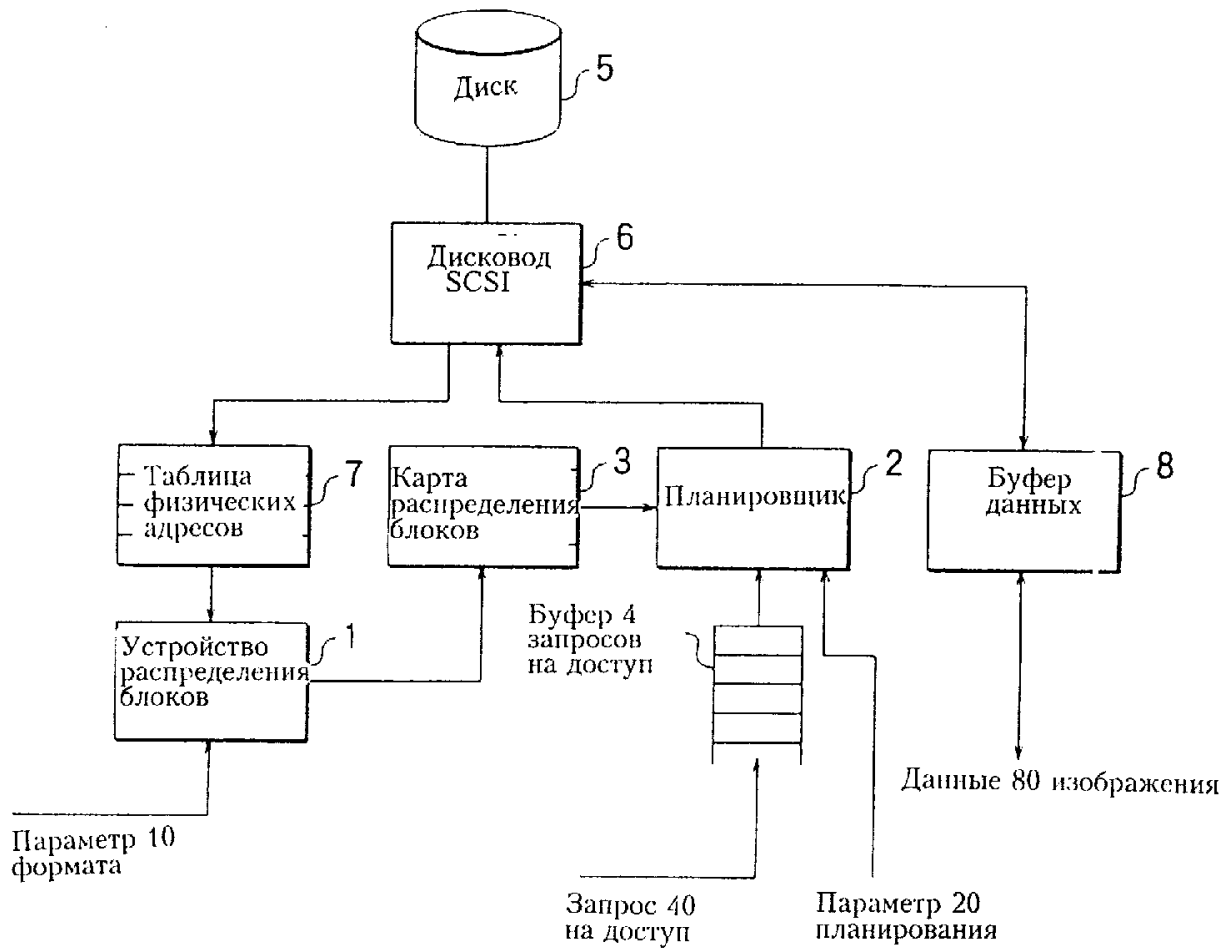 Диск
5
Дисковод
SCSI
6
Таблица
физических
адресов
7
Карта
распределения
блоков
3
Планировщик
2
Буфер
данных
8
Устройство
распределения
блоков
1
Буфер 4
запросов
на доступ
Данные 80 изображения
Параметр 10
формата
Запрос 40
на доступ
Параметр 20
планирования